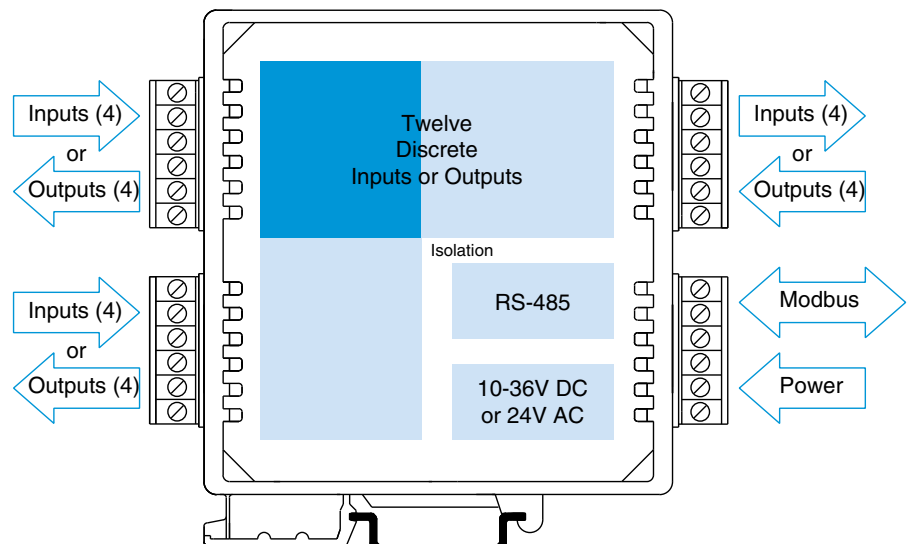 Inputs (4)
or
Outputs (4)
Inputs (4)
or
Outputs (4)
Twelve
Discrete
Inputs or Outputs
Isolation
RS-485
10-36V DC
or 24V AC
Inputs (4)
or
Outputs (4)
Modbus
Power